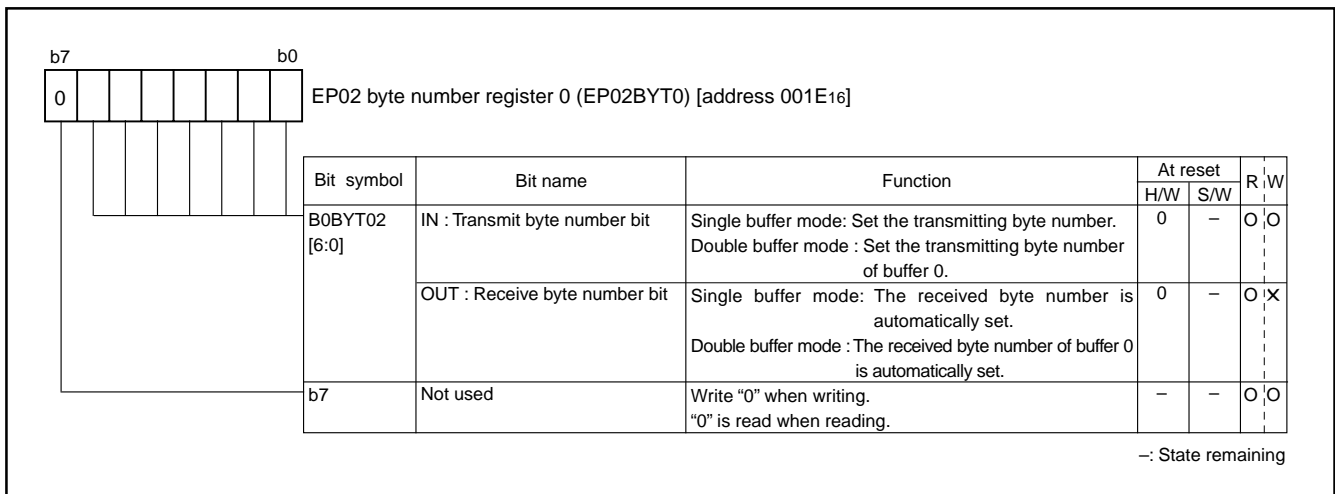 b7 b0
0 EP02 byte number register 0 (EP02BYT0) [address 001E16]
Bit symbol Bit name Function At reset R W
H/W S/W
B0BYT02 IN : Transmit byte number bit Single buffer mode: Set the transmitting byte number. 0 – O O
[6:0] Double buffer mode : Set the transmitting byte number
of buffer 0.
OUT : Receive byte number bit Single buffer mode: The received byte number is 0 – O ✕
automatically set.
Double buffer mode : The received byte number of buffer 0
is automatically set.
b7 Not used Write “0” when writing. – – O O
“0” is read when reading.
–: State remaining